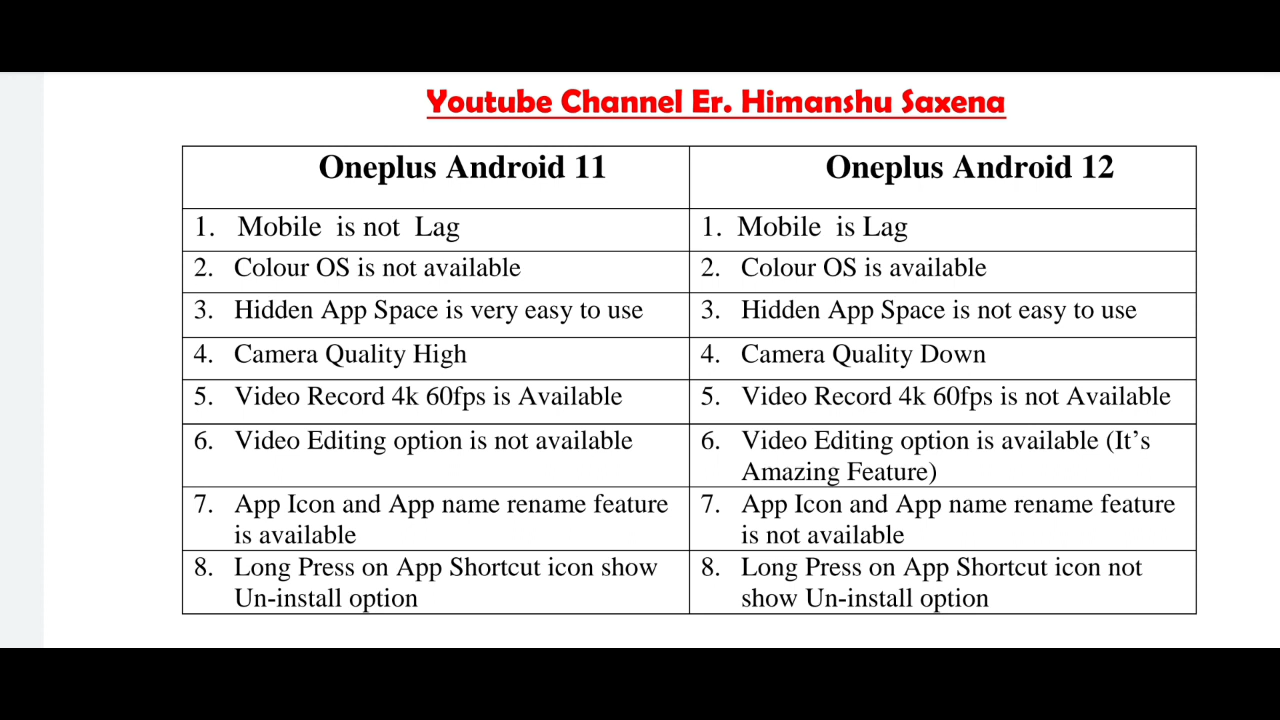 Youtube Channel Er. Himanshu Saxena
Oneplus Android 11
Oneplus Android 12
1. Mobile is not Lag
1. Mobile is Lag
2. Colour OS is not available
2. Colour OS is available
3. Hidden App Space is very easy to use
3. Hidden App Space is not easy to use
4. Camera Quality High
4. Camera Quality Down
5. Video Record 4k 60fps is Available
5. Video Record 4k 60fps is not Available
6. Video Editing option is not available
6. Video Editing option is available (It’s
Amazing Feature)
7. App Icon and App name rename feature
is available
7. App Icon and App name rename feature
is not available
8. Long Press on App Shortcut icon show
Un-install option
8. Long Press on App Shortcut icon not
show Un-install option